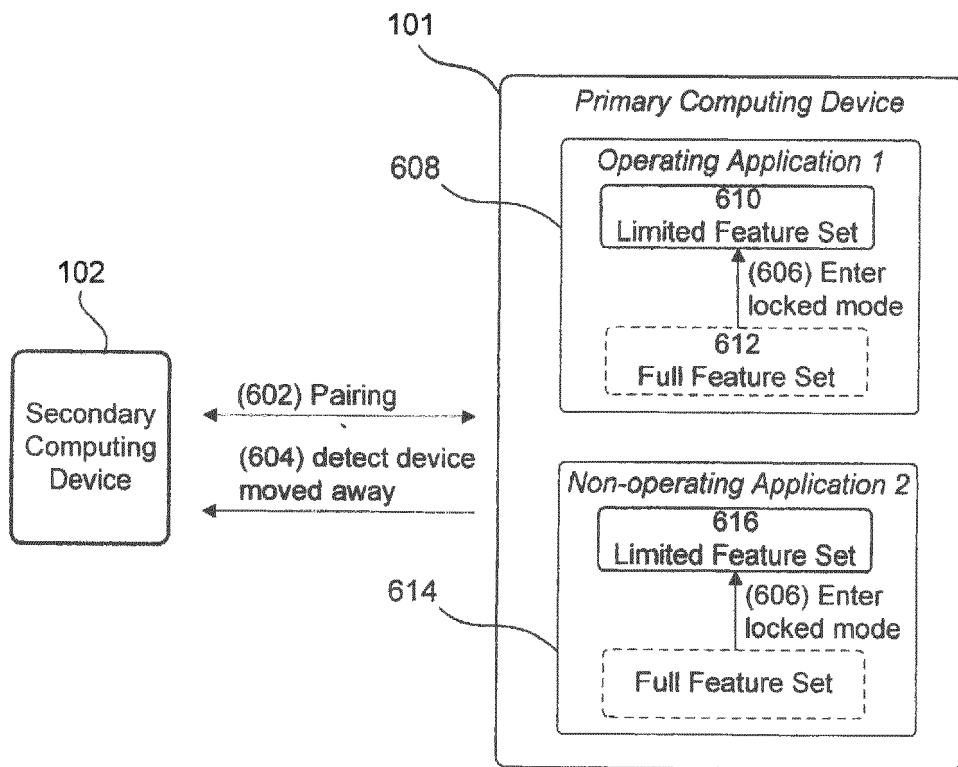 101
Primary Computing Device
Operating Application 1
608
610
Limited Feature Set
(606) Enter
locked mode
612
Full Feature Set
102
Secondary
Computing
Device
(602) Pairing
(604) detect device
moved away
Non-operating Application 2
616
Limited Feature Set
614
(606) Enter
locked mode
Full Feature Set